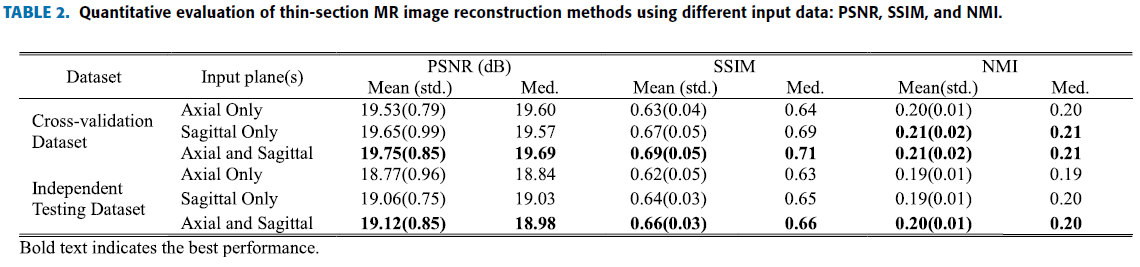 TABLE 2. Quantitative evaluation of thin-section MR image reconstruction methods using different input data: PSNR, SSIM, and NMI.
Dataset Input plane(s) PSNR (dB) SSIM NMI
Mean (std.) Med. Mean (std.) Med. Mean(std.) Med.
Cross-validation Dataset Axial Only 19.53(0.79) 19.60 0.63(0.04) 0.64 0.20(0.01) 0.20
Sagittal Only 19.65(0.99) 19.57 0.67(0.05) 0.69 0.21(0.02) 0.21
Axial and Sagittal 19.75(0.85) 19.69 0.69(0.05) 0.71 0.21(0.02) 0.21
Independent Testing Dataset Axial Only 18.77(0.96) 18.84 0.62(0.05) 0.63 0.19(0.01) 0.19
Sagittal Only 19.06(0.75) 19.03 0.64(0.03) 0.65 0.19(0.01) 0.20
Axial and Sagittal 19.12(0.85) 18.98 0.66(0.03) 0.66 0.20(0.01) 0.20
Bold text indicates the best performance.